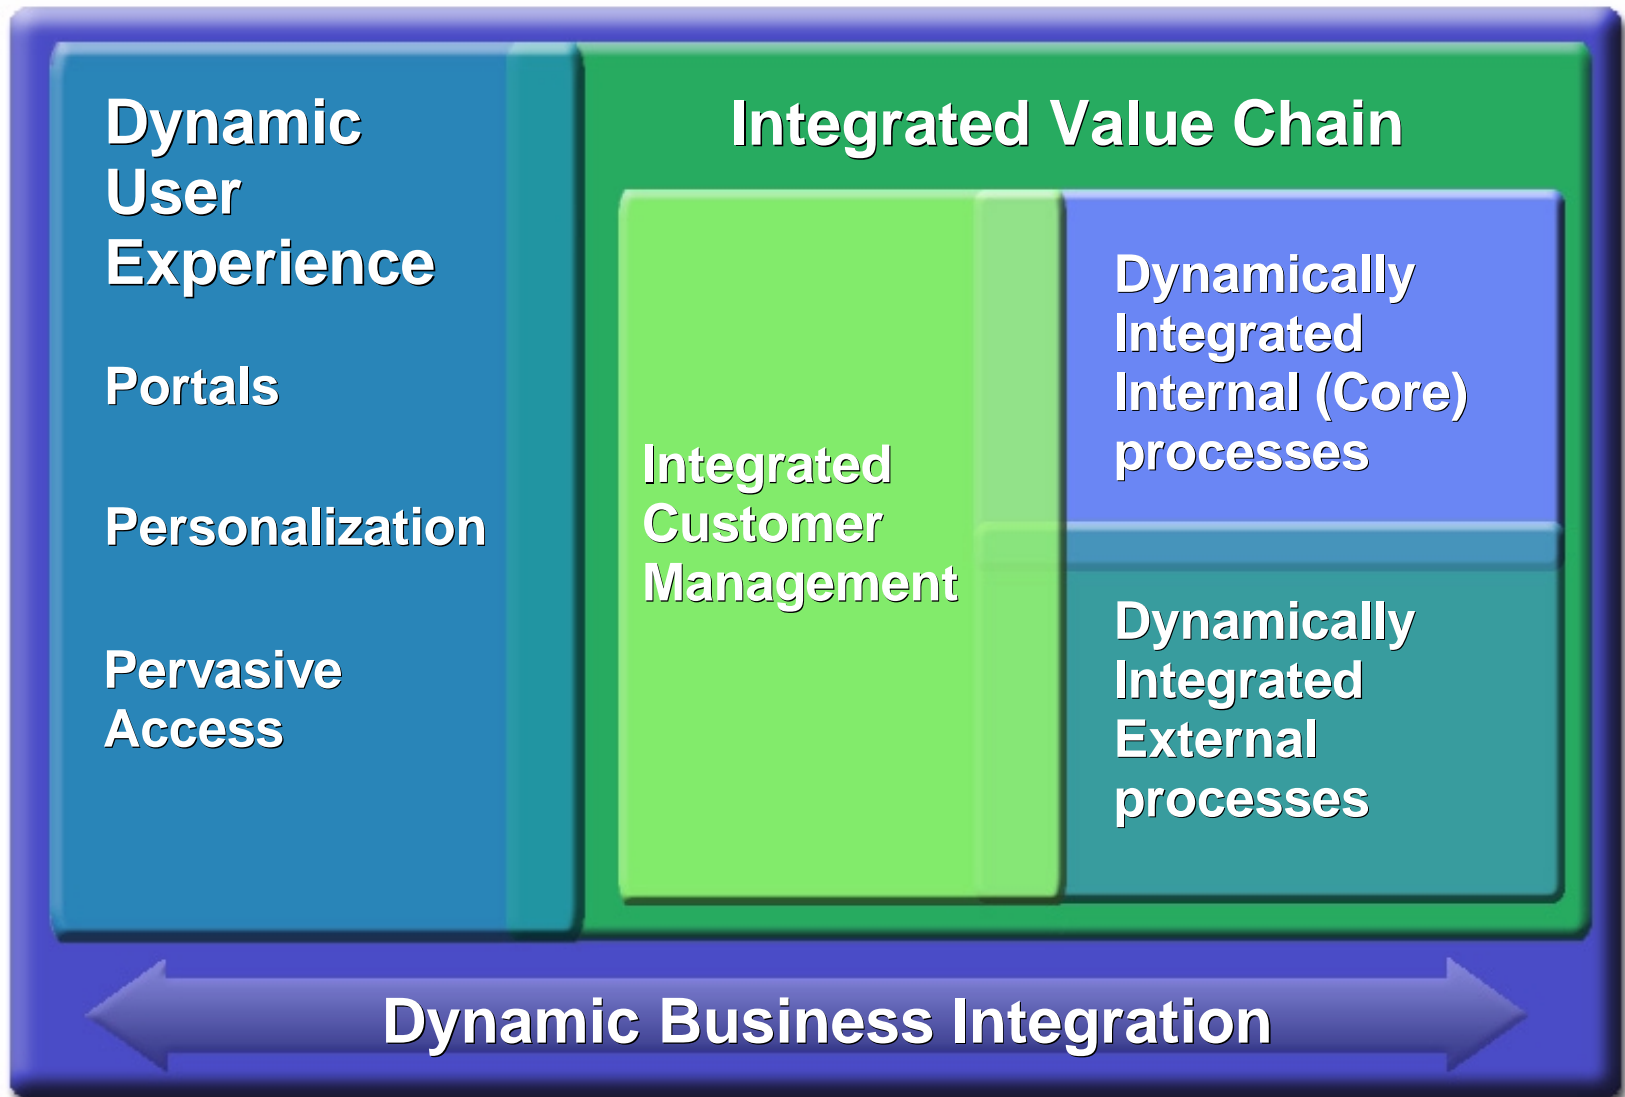 Dynamic
User
Experience
Portals
Personalization
Pervasive
Access
Integrated Value Chain
Integrated
Customer
Management
Dynamically
Integrated
Internal (Core)
processes
Dynamically
Integrated
External
processes
Dynamic Business Integration